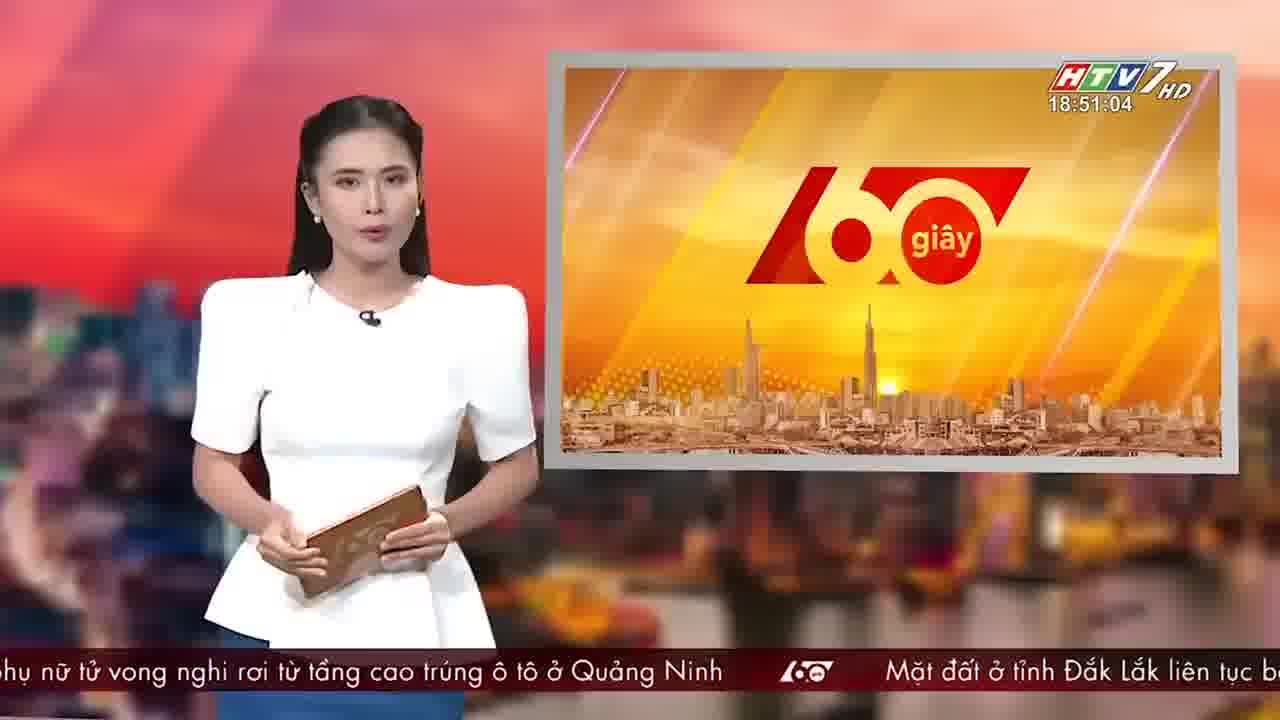 HTV7 HD
18:51:04
60 giây
phụ nữ tử vong nghi rơi từ tầng cao trúng ô tô ở Quảng Ninh 60 Mặt đất ở tỉnh Đắk Lắk liên tục